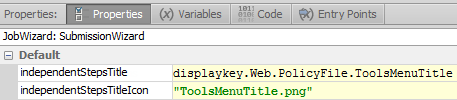 Properties: Properties Variables Code Entry Points
JobWizard: SubmissionWizard
Default
independentStepsTitle displaykey.Web.PolicyFile.ToolsMenuTitle
independentStepsTitleIcon "ToolsMenuTitle.png"